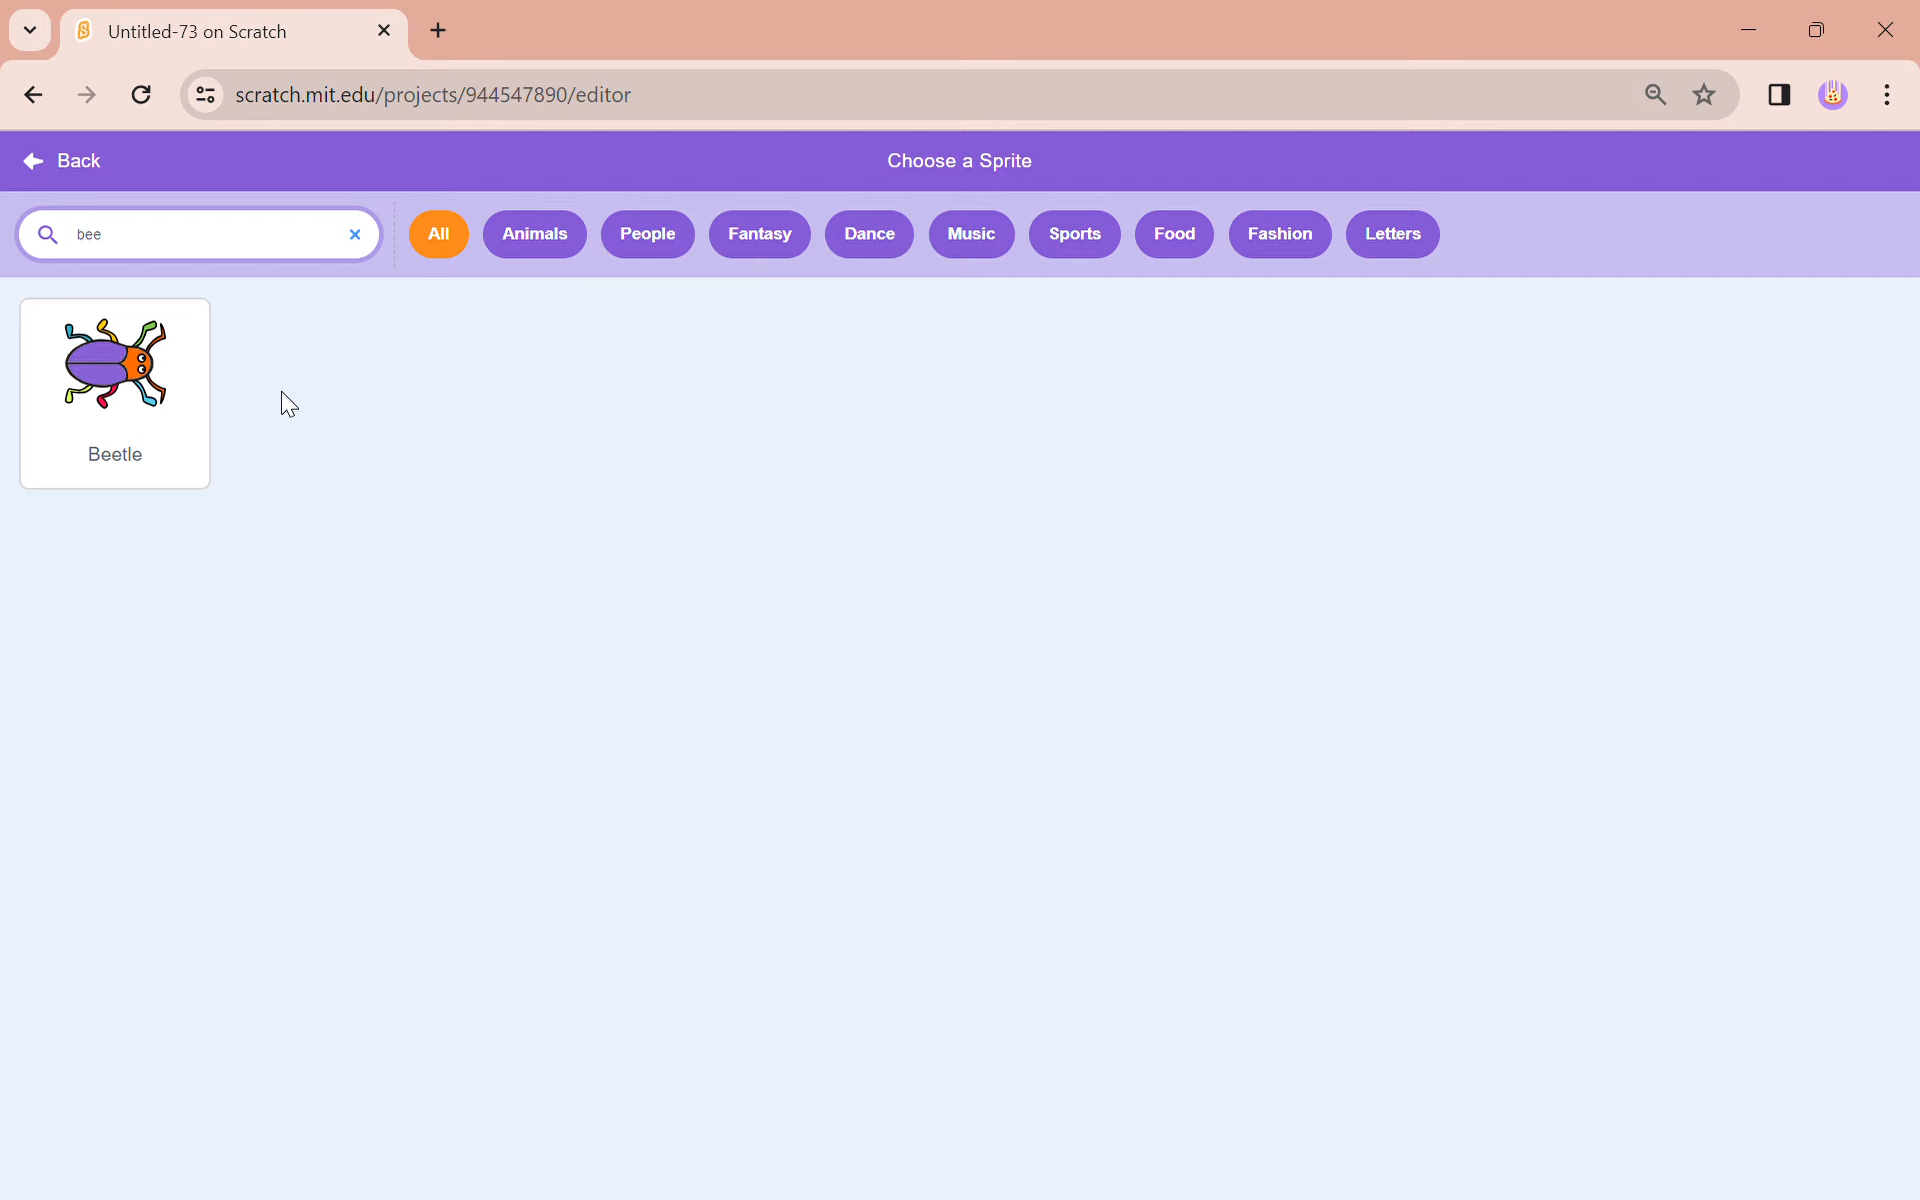 Untitled-73 on Scratch
scratch.mit.edu/projects/944547890/editor
Back
Choose a Sprite
bee
All
Animals
People
Fantasy
Dance
Music
Sports
Food
Fashion
Letters
Beetle